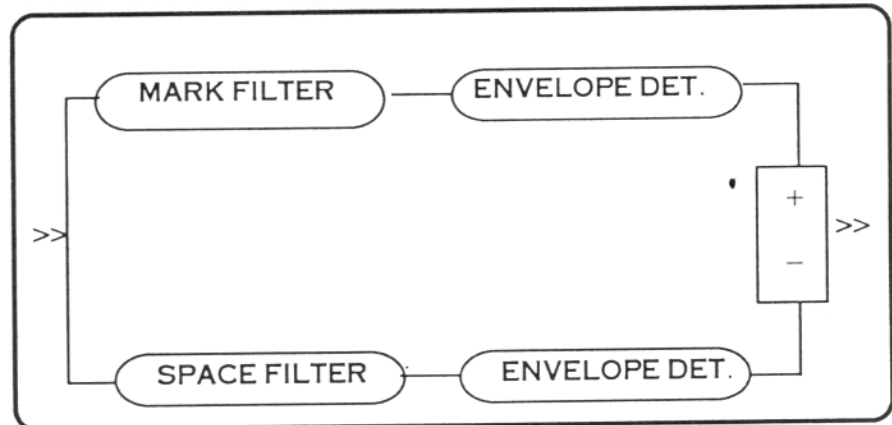 MARK FILTER
ENVELOPE DET.
+
>>
>>
−
SPACE FILTER
ENVELOPE DET.